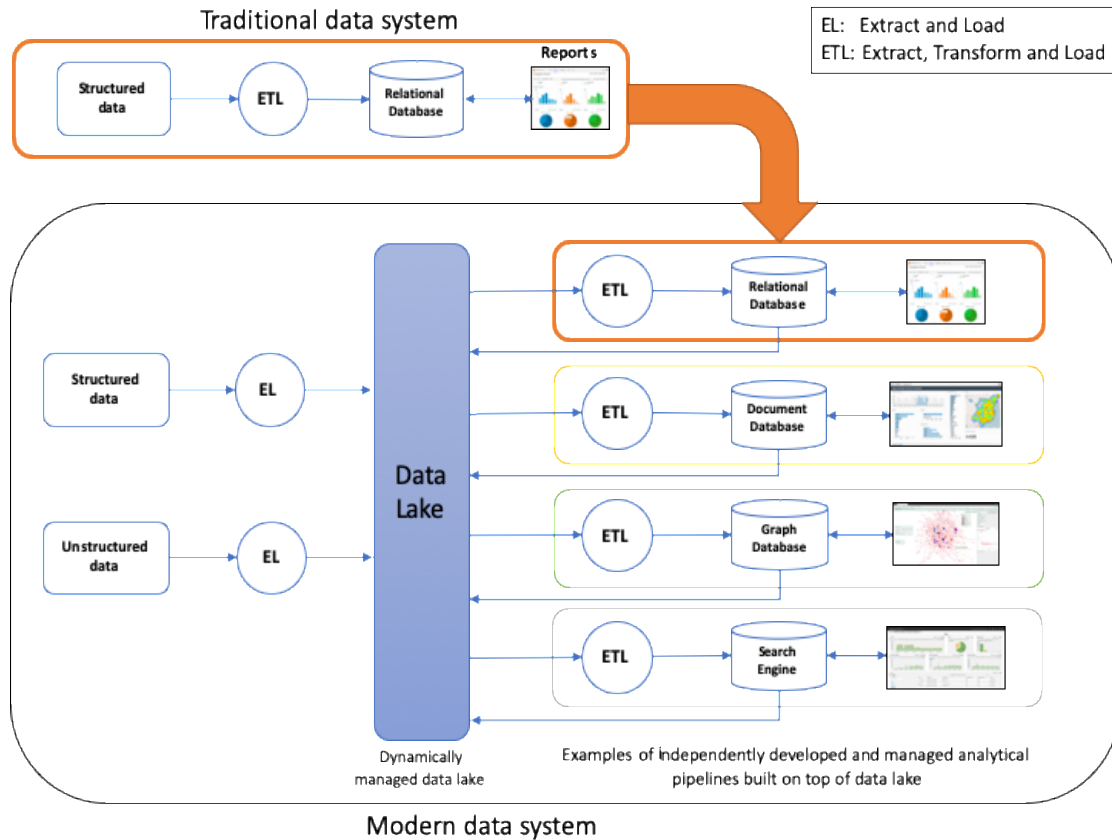 Traditional data system
EL: Extract and Load
ETL: Extract, Transform and Load
Reports
Structured
data
ETL
Relational
Database
ETL
Relational
Database
Structured
data
EL
ETL
Document
Database
Data
Lake
Unstructured
data
EL
ETL
Graph
Database
ETL
Search
Engine
Dynamically
managed data lake
Examples of independently developed and managed analytical
pipelines built on top of data lake
Modern data system